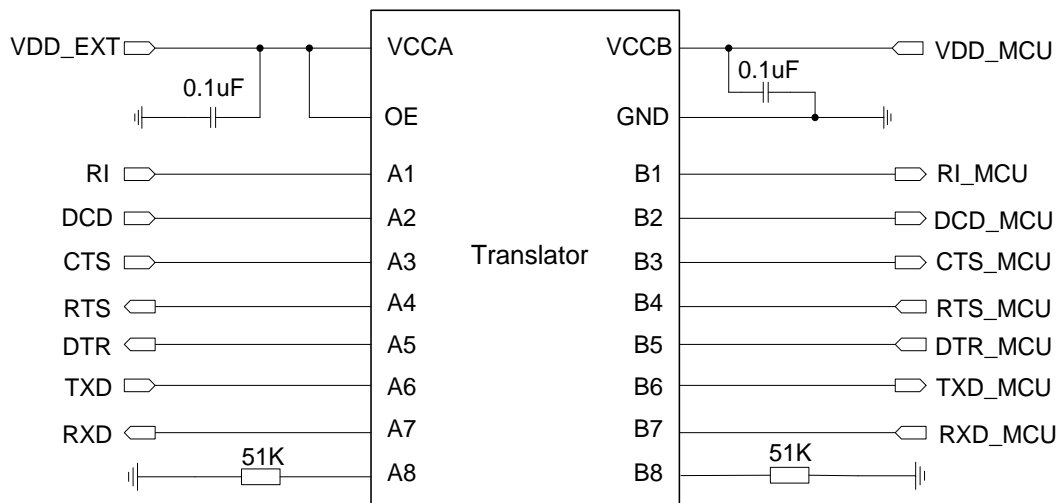 VDD_EXT VCCA VCCB VDD_MCU
0.1uF 0.1uF
OE GND
RI A1 B1 RI_MCU
DCD A2 B2 DCD_MCU
CTS A3 Translator B3 CTS_MCU
RTS A4 B4 RTS_MCU
DTR A5 B5 DTR_MCU
TXD A6 B6 TXD_MCU
RXD A7 B7 RXD_MCU
51K A8 B8 51K